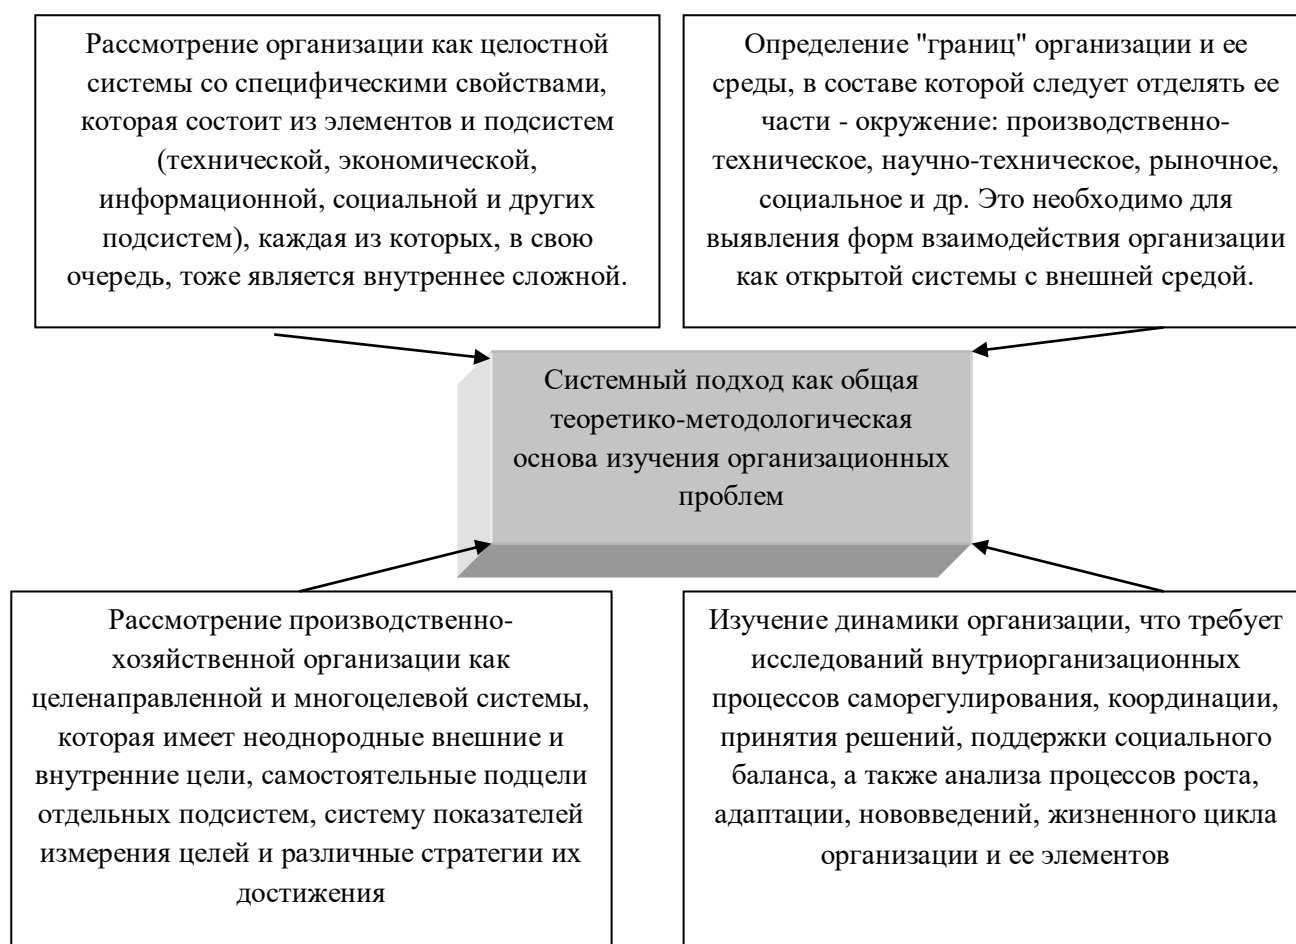 Рассмотрение организации как целостной
системы со специфическими свойствами,
которая состоит из элементов и подсистем
(технической, экономической,
информационной, социальной и других
подсистем), каждая из которых, в свою
очередь, тоже является внутреннее сложной.
Определение "границ" организации и ее
среды, в составе которой следует отделять ее
части - окружение: производственно-
техническое, научно-техническое, рыночное,
социальное и др. Это необходимо для
выявления форм взаимодействия организации
как открытой системы с внешней средой.
Системный подход как общая
теоретико-методологическая
основа изучения организационных
проблем
Рассмотрение производственно-
хозяйственной организации как
целенаправленной и многоцелевой системы,
которая имеет неоднородные внешние и
внутренние цели, самостоятельные подцели
отдельных подсистем, систему показателей
измерения целей и различные стратегии их
достижения
Изучение динамики организации, что требует
исследований внутриорганизационных
процессов саморегулирования, координации,
принятия решений, поддержки социального
баланса, а также анализа процессов роста,
адаптации, нововведений, жизненного цикла
организации и ее элементов